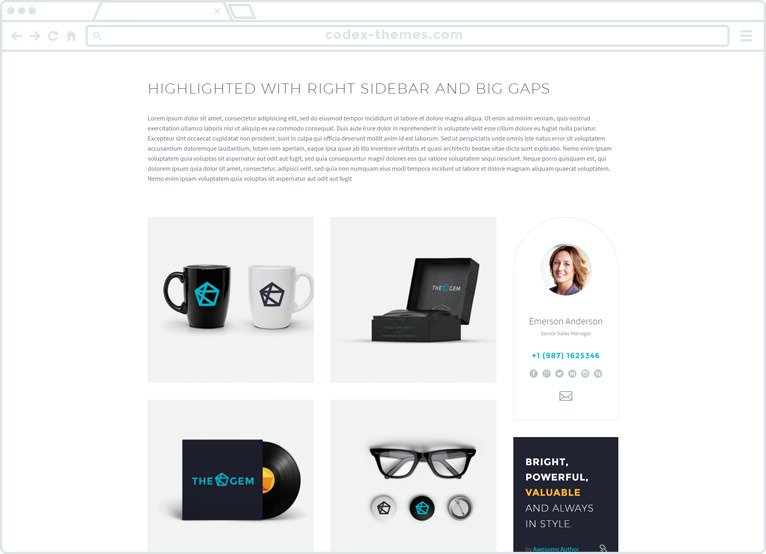 codex-themes.com
HIGHLIGHTED WITH RIGHT SIDEBAR AND BIG GAPS
Lorem ipsum dolor sit amet, consectetur adipisicing elit, sed do eiusmod tempor incididunt ut labore et dolore magna aliqua. Ut enim ad minim veniam, quis nostrud
exercitation ullamco laboris nisi ut aliquip ex ea commodo consequat. Duis aute irure dolor in reprehenderit in voluptate velit esse cillum dolore eu fugiat nulla pariatur.
Excepteur sint occaecat cupidatat non proident, sunt in culpa qui officia deserunt mollit anim id est laborum. Sed ut perspiciatis unde omnis iste natus error sit voluptatem
accusantium doloremque laudantium, totam rem aperiam, eaque ipsa quae ab illo inventore veritatis et quasi architecto beatae vitae dicta sunt explicabo. Nemo enim ipsam
voluptatem quia voluptas sit aspernatur aut odit aut fugit, sed quia consequuntur magni dolores eos qui ratione voluptatem sequi nesciunt. Neque porro quisquam est, qui
dolorem ipsum quia dolor sit amet, consectetur, adipisci velit, sed quia non numquam eius modi tempora incidunt ut labore et dolore magnam aliquam quaerat voluptatem.
Nemo enim ipsam voluptatem quia voluptas sit aspernatur aut odit aut fugit
THE GEM
Emerson Anderson
Senior Sales Manager
+1 (987) 1625346
THE GEM
BRIGHT,
POWERFUL,
VALUABLE
AND ALWAYS
IN STYLE.
by Awesome Author